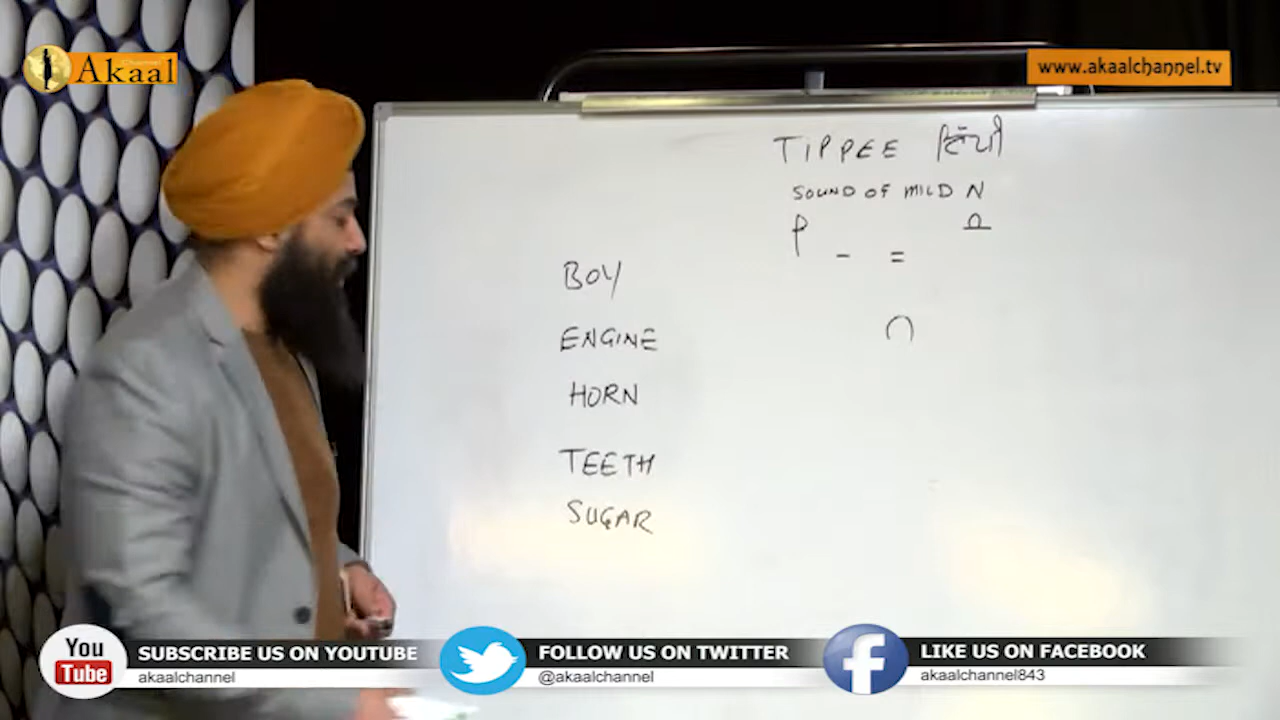 Akaal
Channel
www.akaalchannel.tv
TIPPEE ਟਿੱਪੀ
SOUND OF MILD N
BOY
ENGINE
HORN
TEETH
SUGAR
You
Tube
SUBSCRIBE US ON YOUTUBE
akaalchannel
FOLLOW US ON TWITTER
@akaalchannel
f
LIKE US ON FACEBOOK
akaalchannel843